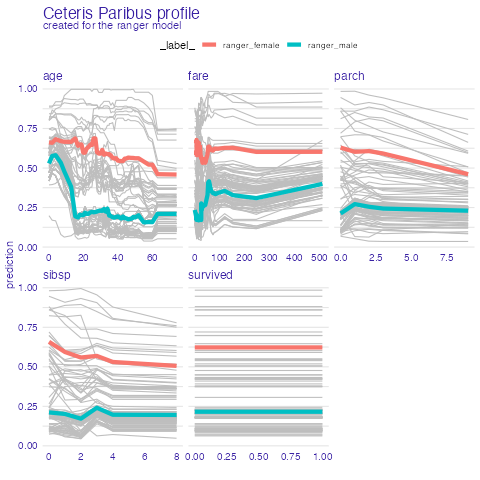 Ceteris Paribus profile
created for the ranger model
_label_ ranger_female ranger_male
age fare parch
1.00
0.75
0.50
0.25
0.00
0 20 40 60 0 100 200 300 400 500 0.0 2.5 5.0 7.5
prediction
sibsp survived
1.00
0.75
0.50
0.25
0.00
0 2 4 6 8 0.00 0.25 0.50 0.75 1.00